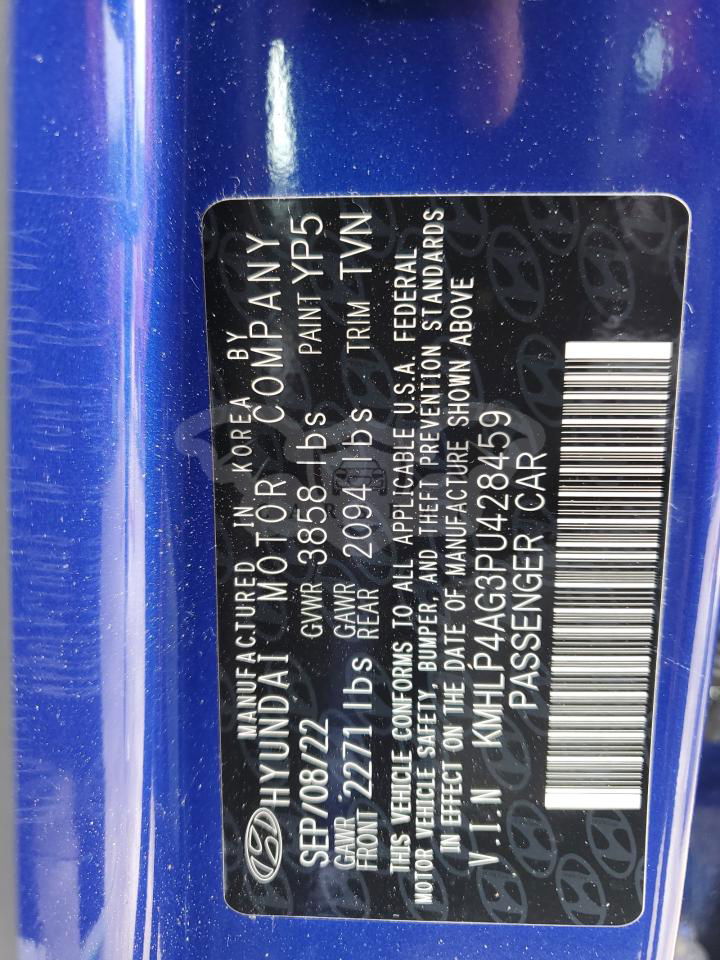 MANUFACTURED IN KOREA BY
HYUNDAI MOTOR COMPANY
SEP/08/22 GVWR 3858 lbs PAINT YP5
GAWR FRONT 2271 lbs GAWR REAR 2094 lbs TRIM TVN
THIS VEHICLE CONFORMS TO ALL APPLICABLE U.S.A. FEDERAL
MOTOR VEHICLE SAFETY, BUMPER, AND THEFT PREVENTION STANDARDS
IN EFFECT ON THE DATE OF MANUFACTURE SHOWN ABOVE
V.I.N KMHLP4AG3PU428459
PASSENGER CAR